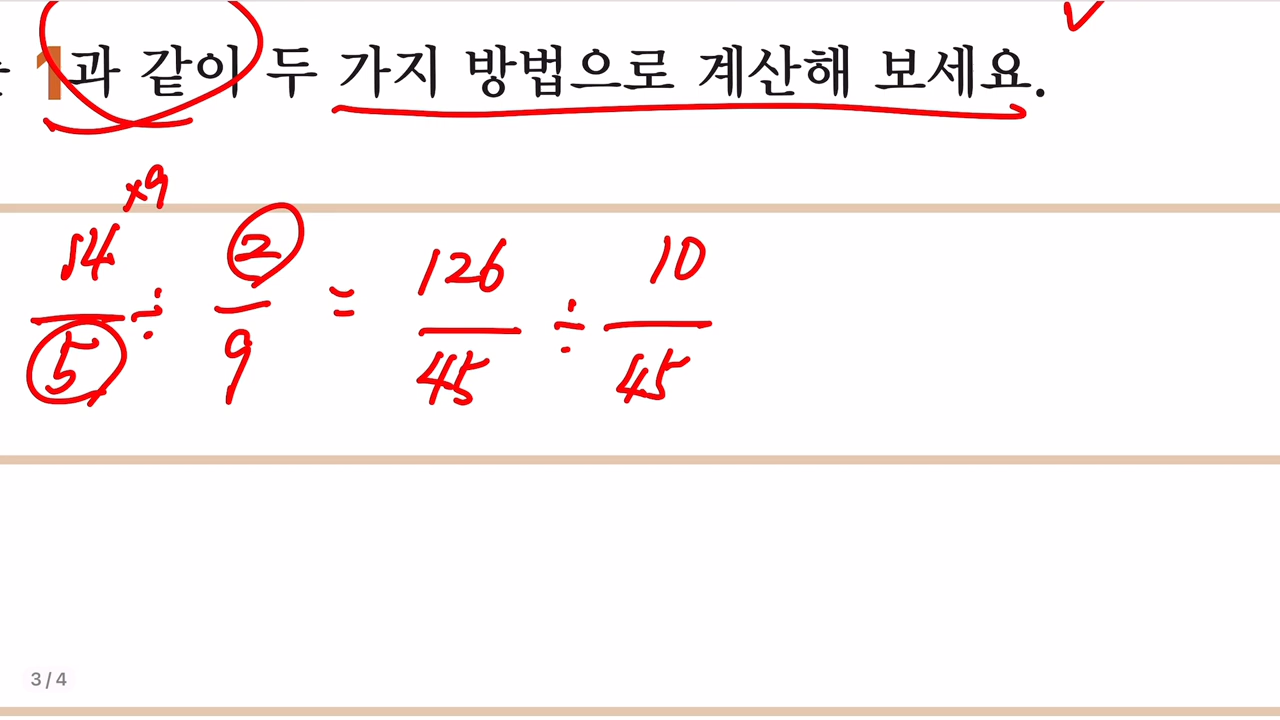 1과 같이 두 가지 방법으로 계산해 보세요.
×9
14/5 ÷ 2/9 = 126/45 ÷ 10/45
3 / 4